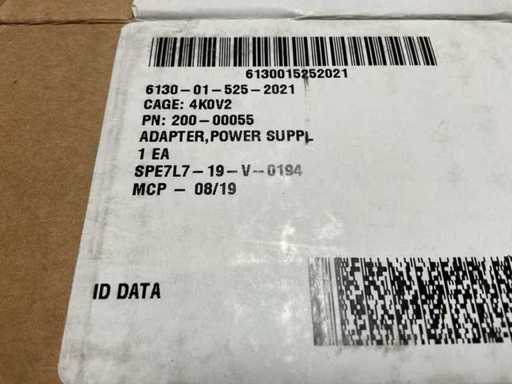 6130015252021
6130-01-525-2021
CAGE: 4K0V2
PN: 200-00055
ADAPTER,POWER SUPPL
1 EA
SPE7L7-19-V-0194
MCP - 08/19
ID DATA